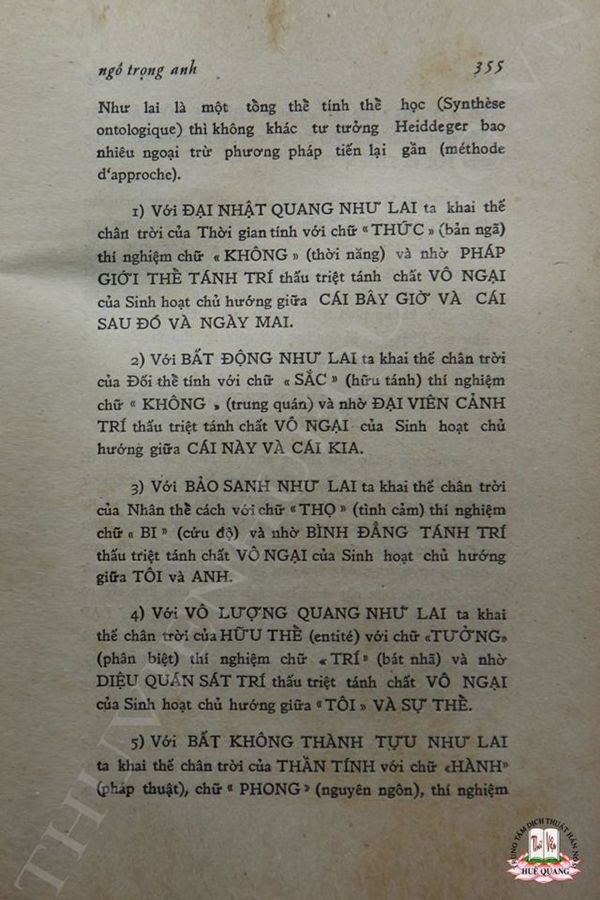 ngô trọng anh 355
Như lai là một tổng thể tính thể học (Synthèse
ontologique) thì không khác tư tưởng Heiddeger bao
nhiêu ngoại trừ phương pháp tiến lại gần (méthode
d'approche).
1) Với ĐẠI NHẬT QUANG NHƯ LAI ta khai thể
chân trời của Thời gian tính với chữ «THỨC» (bản ngã)
thí nghiệm chữ « KHÔNG » (thời năng) và nhờ PHÁP
GIỚI THỂ TÁNH TRÍ thấu triệt tánh chất VÔ NGẠI
của Sinh hoạt chủ hướng giữa CÁI BÂY GIỜ VÀ CÁI
SAU ĐÓ VÀ NGÀY MAI.
2) Với BẤT ĐỘNG NHƯ LAI ta khai thể chân trời
của Đối thể tính với chữ « SẮC » (hữu tánh) thí nghiệm
chữ « KHÔNG » (trung quán) và nhờ ĐẠI VIÊN CẢNH
TRÍ thấu triệt tánh chất VÔ NGẠI của Sinh hoạt chủ
hướng giữa CÁI NÀY VÀ CÁI KIA.
3) Với BẢO SANH NHƯ LAI ta khai thể chân trời
của Nhân thể cách với chữ «THỌ» (tình cảm) thí nghiệm
chữ « BI » (cứu độ) và nhờ BÌNH ĐẲNG TÁNH TRÍ
thấu triệt tánh chất VÔ NGẠI của Sinh hoạt chủ hướng
giữa TÔI và ANH.
4) Với VÔ LƯỢNG QUANG NHƯ LAI ta khai
thể chân trời của HỮU THỂ (entité) với chữ «TƯỞNG»
(phân biệt) thí nghiệm chữ « TRÍ» (bát nhã) và nhờ
DIỆU QUÁN SÁT TRÍ thấu triệt tánh chất VÔ NGẠI
của Sinh hoạt chủ hướng giữa « TÔI » VÀ SỰ THỂ.
5) Với BẤT KHÔNG THÀNH TỰU NHƯ LAI
ta khai thể chân trời của THẦN TÍNH với chữ «HÀNH»
(pháp thuật), chữ « PHONG » (nguyên ngôn), thí nghiệm
TRUNG TÂM DỊCH THUẬT HÁN NÔM
HUỆ QUANG